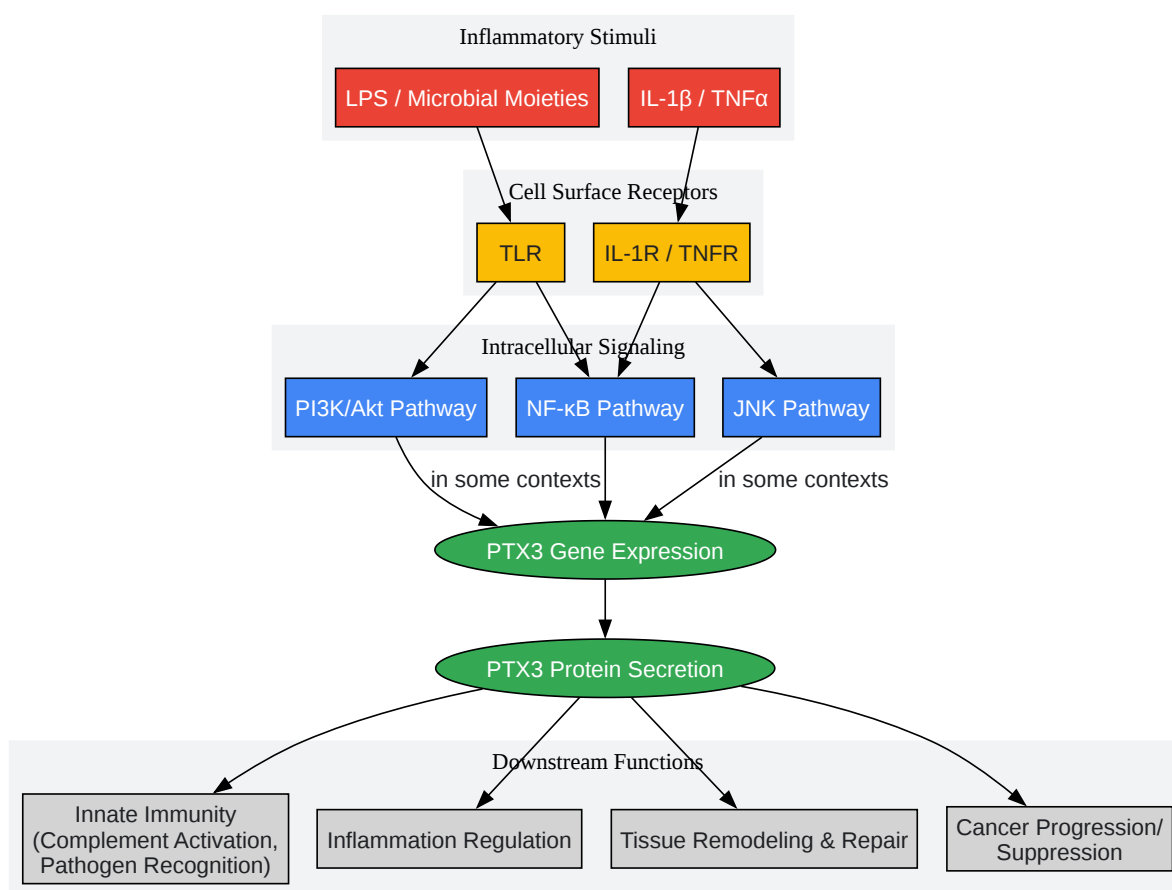 Inflammatory Stimuli
LPS / Microbial Moieties
IL-1β / TNFα
Cell Surface Receptors
TLR
IL-1R / TNFR
Intracellular Signaling
PI3K/Akt Pathway
NF-κB Pathway
JNK Pathway
in some contexts
in some contexts
PTX3 Gene Expression
PTX3 Protein Secretion
Downstream Functions
Innate Immunity
(Complement Activation,
Pathogen Recognition)
Inflammation Regulation
Tissue Remodeling & Repair
Cancer Progression/
Suppression